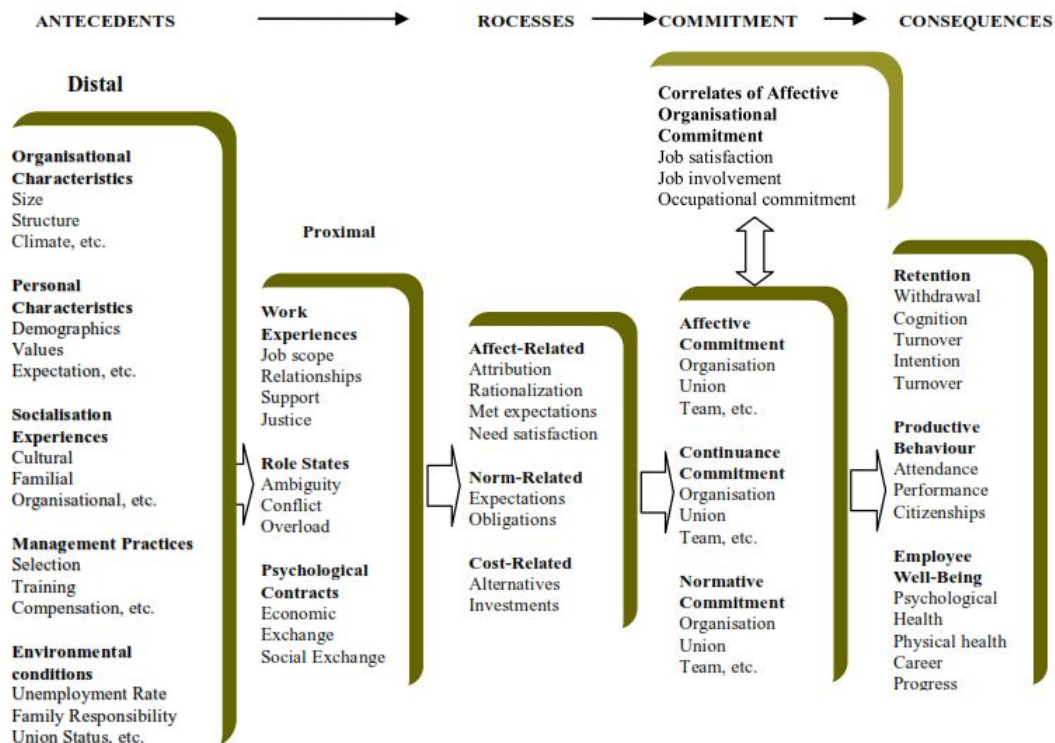 ANTECEDENTS
ROCESSES
COMMITMENT
CONSEQUENCES
Distal
Organisational
Characteristics
Size
Structure
Climate, etc.
Personal
Characteristics
Demographics
Values
Expectation, etc.
Socialisation
Experiences
Cultural
Familial
Organisational, etc.
Management Practices
Selection
Training
Compensation, etc.
Environmental
conditions
Unemployment Rate
Family Responsibility
Union Status, etc.
Proximal
Work
Experiences
Job scope
Relationships
Support
Justice
Role States
Ambiguity
Conflict
Overload
Psychological
Contracts
Economic
Exchange
Social Exchange
Affect-Related
Attribution
Rationalization
Met expectations
Need satisfaction
Norm-Related
Expectations
Obligations
Cost-Related
Alternatives
Investments
Correlates of Affective
Organisational
Commitment
Job satisfaction
Job involvement
Occupational commitment
Affective
Commitment
Organisation
Union
Team, etc.
Continuance
Commitment
Organisation
Union
Team, etc.
Normative
Commitment
Organisation
Union
Team, etc.
Retention
Withdrawal
Cognition
Turnover
Intention
Turnover
Productive
Behaviour
Attendance
Performance
Citizenships
Employee
Well-Being
Psychological
Health
Physical health
Career
Progress